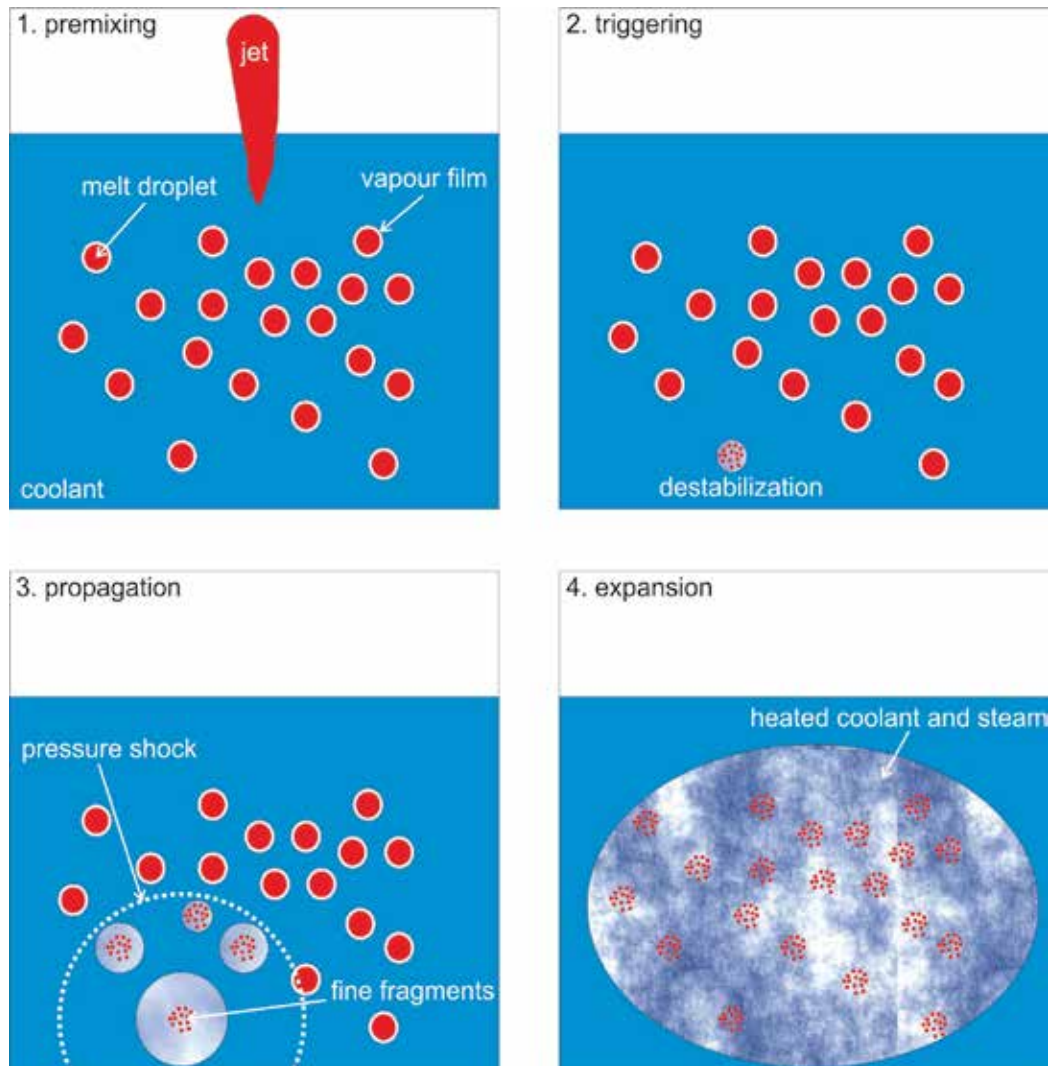 1. premixing
jet
melt droplet
vapour film
coolant
2. triggering
destabilization
3. propagation
pressure shock
fine fragments
4. expansion
heated coolant and steam